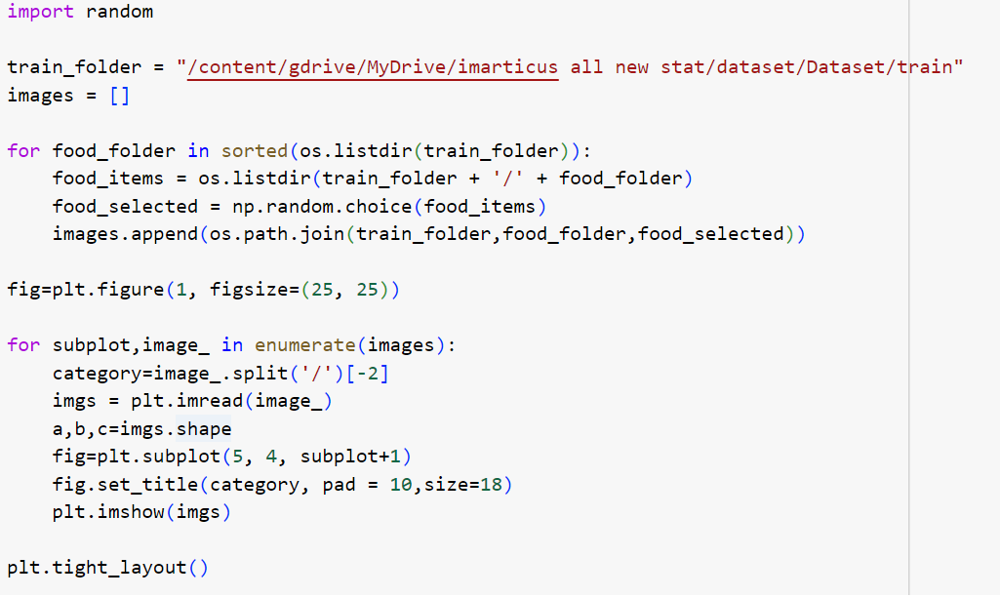 import random
train_folder = "/content/gdrive/MyDrive/imarticus all new stat/dataset/Dataset/train"
images = []
for food_folder in sorted(os.listdir(train_folder)):
    food_items = os.listdir(train_folder + '/' + food_folder)
    food_selected = np.random.choice(food_items)
    images.append(os.path.join(train_folder,food_folder,food_selected))
fig=plt.figure(1, figsize=(25, 25))
for subplot,image_ in enumerate(images):
    category=image_.split('/')[-2]
    imgs = plt.imread(image_)
    a,b,c=imgs.shape
    fig=plt.subplot(5, 4, subplot+1)
    fig.set_title(category, pad = 10,size=18)
    plt.imshow(imgs)
plt.tight_layout()